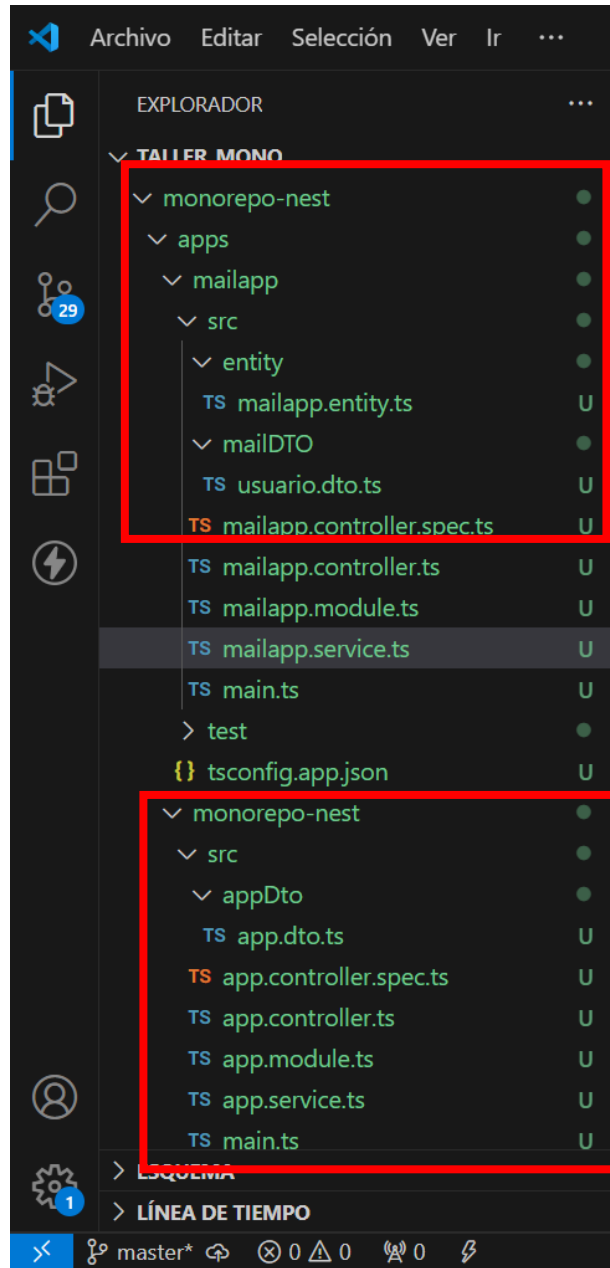 Archivo Editar Selección Ver Ir ...
EXPLORADOR ...
TALLER_MONO
monorepo-nest
apps
mailapp
src
entity
TS mailapp.entity.ts U
mailDTO
TS usuario.dto.ts U
TS mailapp.controller.spec.ts U
TS mailapp.controller.ts U
TS mailapp.module.ts U
TS mailapp.service.ts U
TS main.ts U
test
{} tsconfig.app.json U
monorepo-nest
src
appDto
TS app.dto.ts U
TS app.controller.spec.ts U
TS app.controller.ts U
TS app.module.ts U
TS app.service.ts U
TS main.ts U
ESQUEMA
LÍNEA DE TIEMPO
29
1
master* 0 0 0